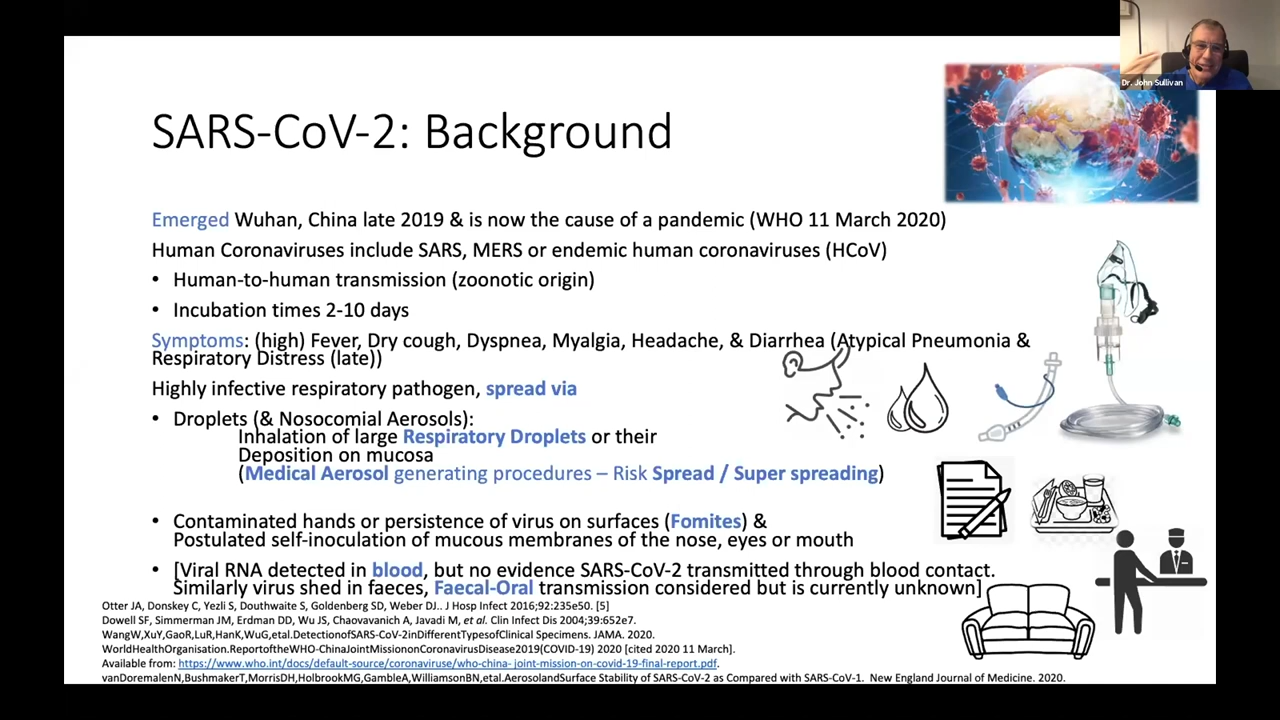 Dr. John Sullivan
SARS-CoV-2: Background
Emerged Wuhan, China late 2019 & is now the cause of a pandemic (WHO 11 March 2020)
Human Coronaviruses include SARS, MERS or endemic human coronaviruses (HCoV)
• Human-to-human transmission (zoonotic origin)
• Incubation times 2-10 days
Symptoms: (high) Fever, Dry cough, Dyspnea, Myalgia, Headache, & Diarrhea (Atypical Pneumonia &
Respiratory Distress (late))
Highly infective respiratory pathogen, spread via
• Droplets (& Nosocomial Aerosols):
Inhalation of large Respiratory Droplets or their
Deposition on mucosa
(Medical Aerosol generating procedures – Risk Spread / Super spreading)
• Contaminated hands or persistence of virus on surfaces (Fomites) &
Postulated self-inoculation of mucous membranes of the nose, eyes or mouth
• [Viral RNA detected in blood, but no evidence SARS-CoV-2 transmitted through blood contact.
Similarly virus shed in faeces, Faecal-Oral transmission considered but is currently unknown]
Otter JA, Donskey C, Yezli S, Douthwaite S, Goldenberg SD, Weber DJ.. J Hosp Infect 2016;92:235e50. [5]
Dowell SF, Simmerman JM, Erdman DD, Wu JS, Chaovavanich A, Javadi M, et al. Clin Infect Dis 2004;39:652e7.
WangW,XuY,GaoR,LuR,HanK,WuG,etal.DetectionofSARS-CoV-2inDifferentTypesofClinical Specimens. JAMA. 2020.
WorldHealthOrganisation.ReportoftheWHO-ChinaJointMissiononCoronavirusDisease2019(COVID-19) 2020 [cited 2020 11 March].
Available from: https://www.who.int/docs/default-source/coronaviruse/who-china- joint-mission-on-covid-19-final-report.pdf.
vanDoremalenN,BushmakerT,MorrisDH,HolbrookMG,GambleA,WilliamsonBN,etal.AerosolandSurface Stability of SARS-CoV-2 as Compared with SARS-CoV-1. New England Journal of Medicine. 2020.